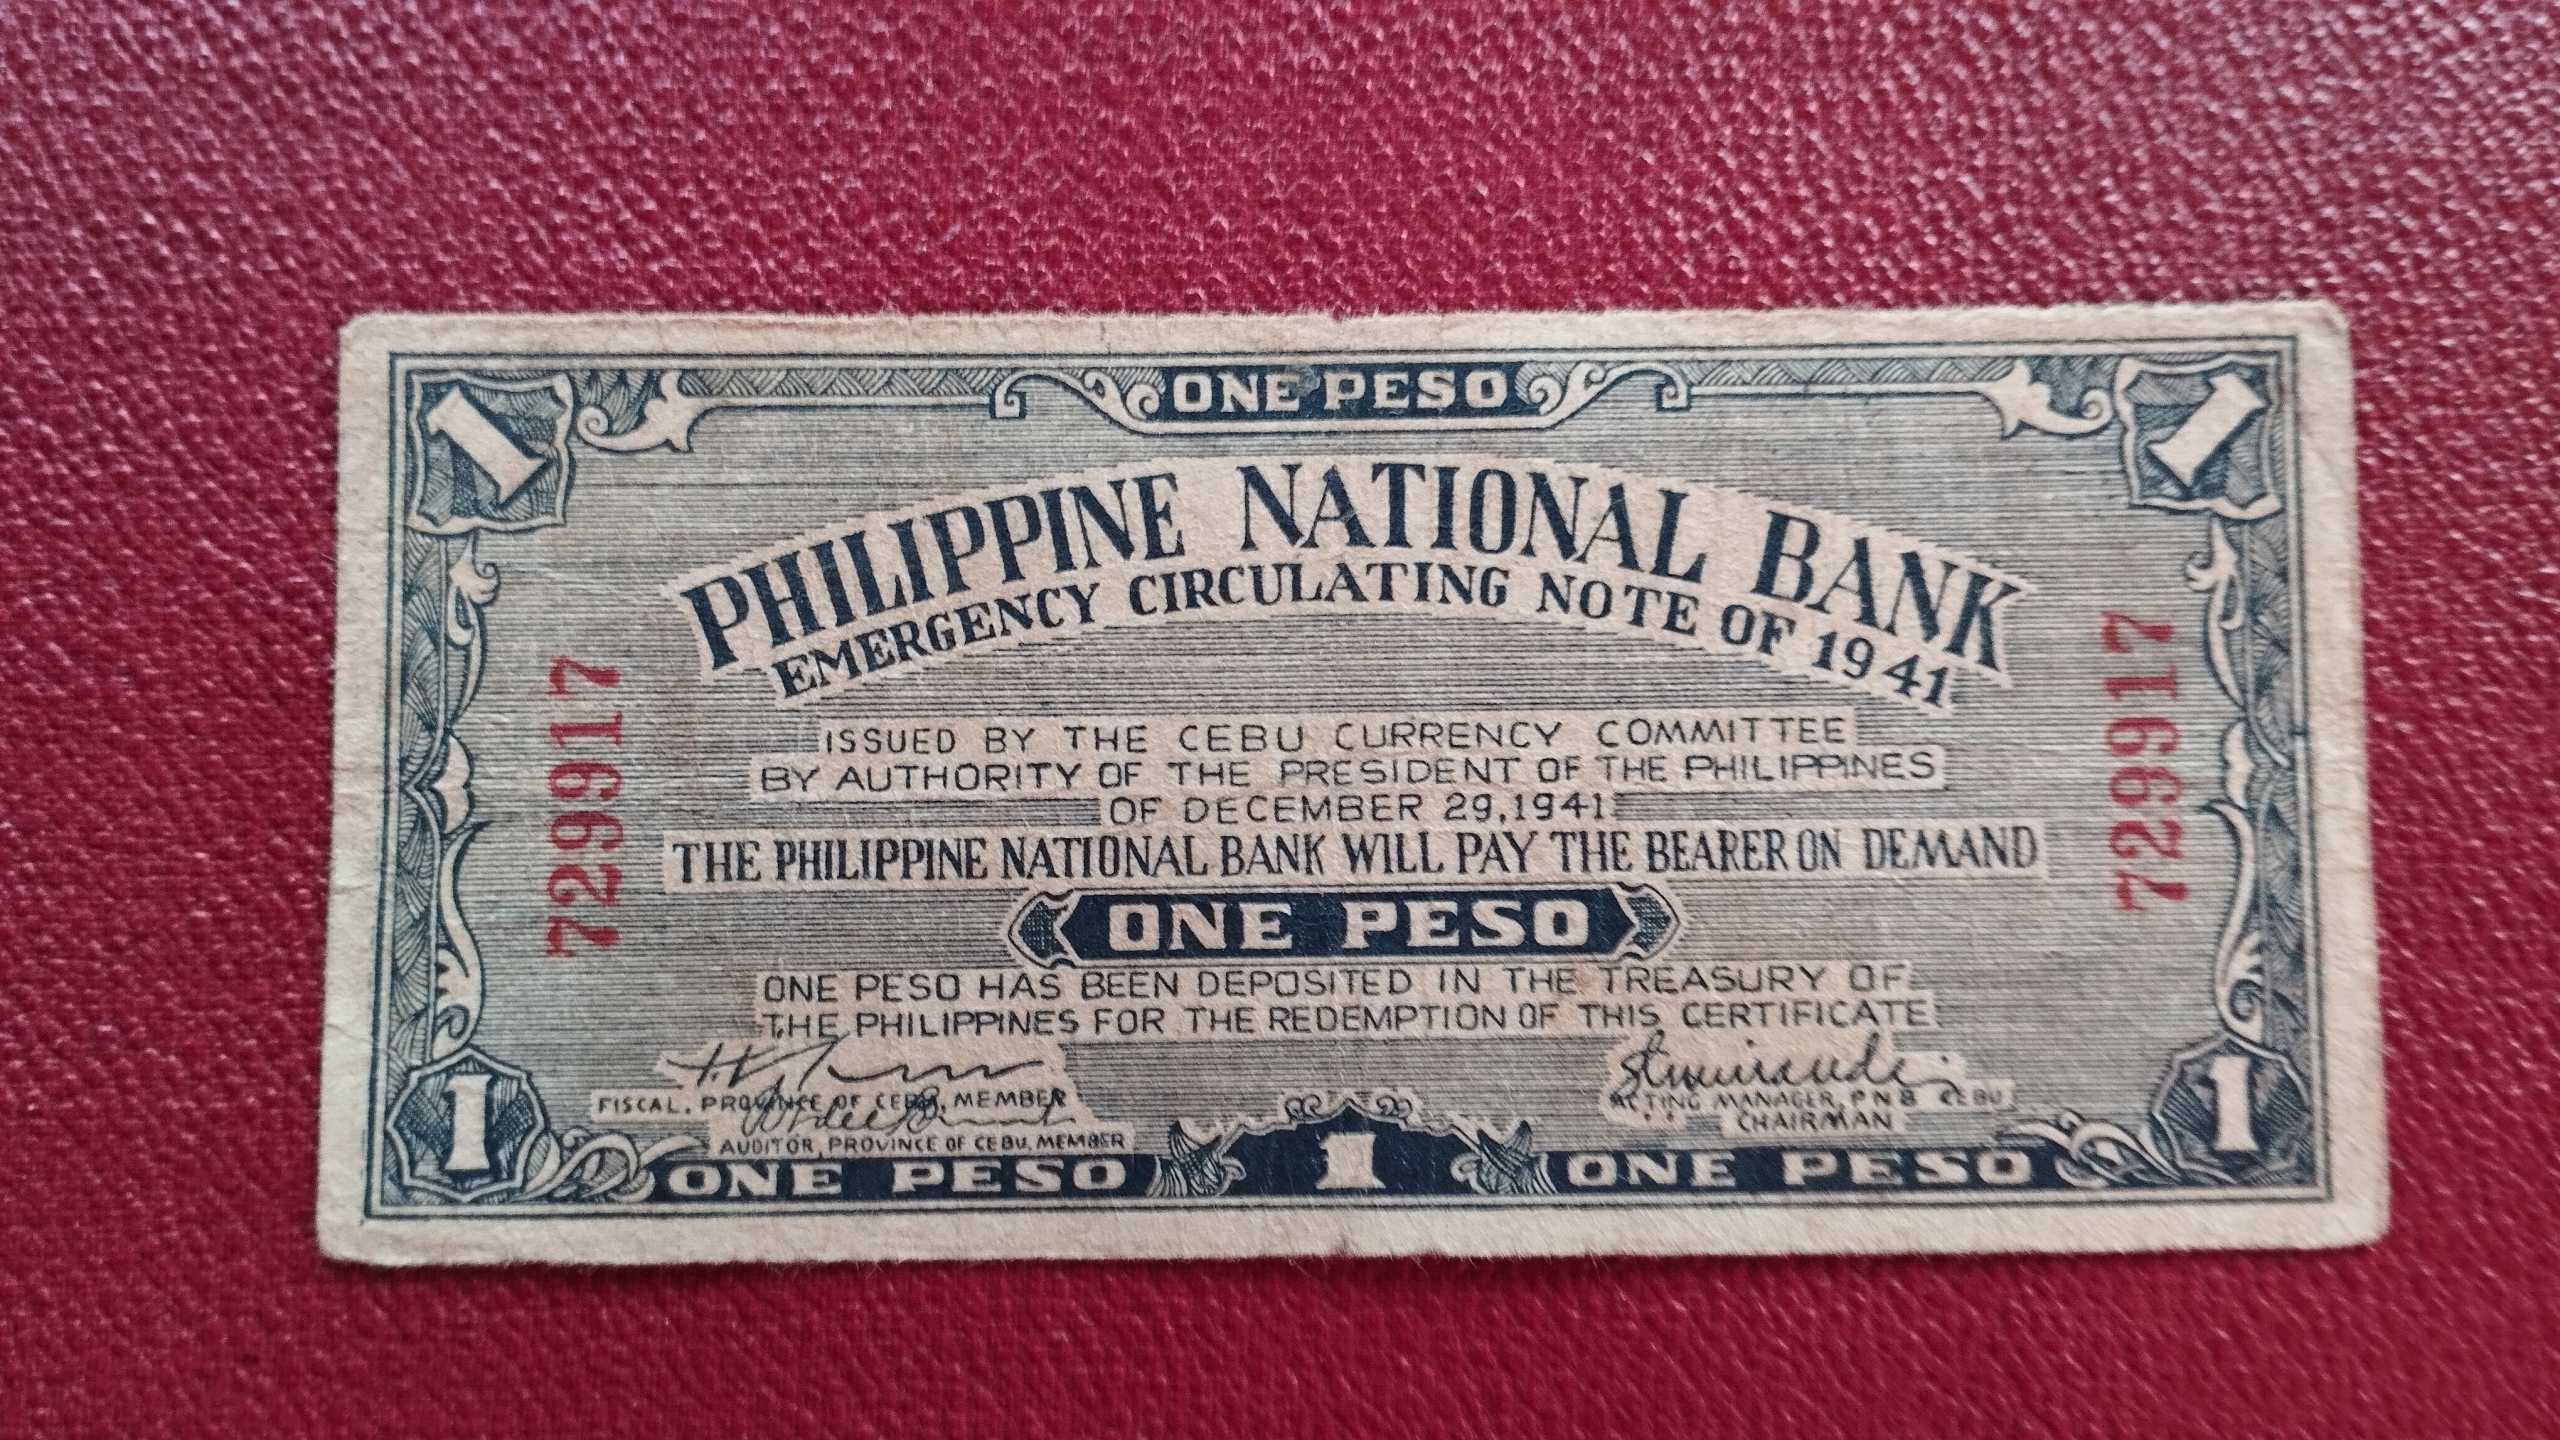 1 ONE PESO 1
PHILIPPINE NATIONAL BANK
EMERGENCY CIRCULATING NOTE OF 1941
729917
729917
ISSUED BY THE CEBU CURRENCY COMMITTEE
BY AUTHORITY OF THE PRESIDENT OF THE PHILIPPINES
OF DECEMBER 29, 1941.
THE PHILIPPINE NATIONAL BANK WILL PAY THE BEARER ON DEMAND
ONE PESO
ONE PESO HAS BEEN DEPOSITED IN THE TREASURY OF
THE PHILIPPINES FOR THE REDEMPTION OF THIS CERTIFICATE.
FISCAL, PROVINCE OF CEBU, MEMBER
AUDITOR, PROVINCE OF CEBU, MEMBER
ACTING MANAGER, PNB CEBU
CHAIRMAN
1 ONE PESO 1 ONE PESO 1